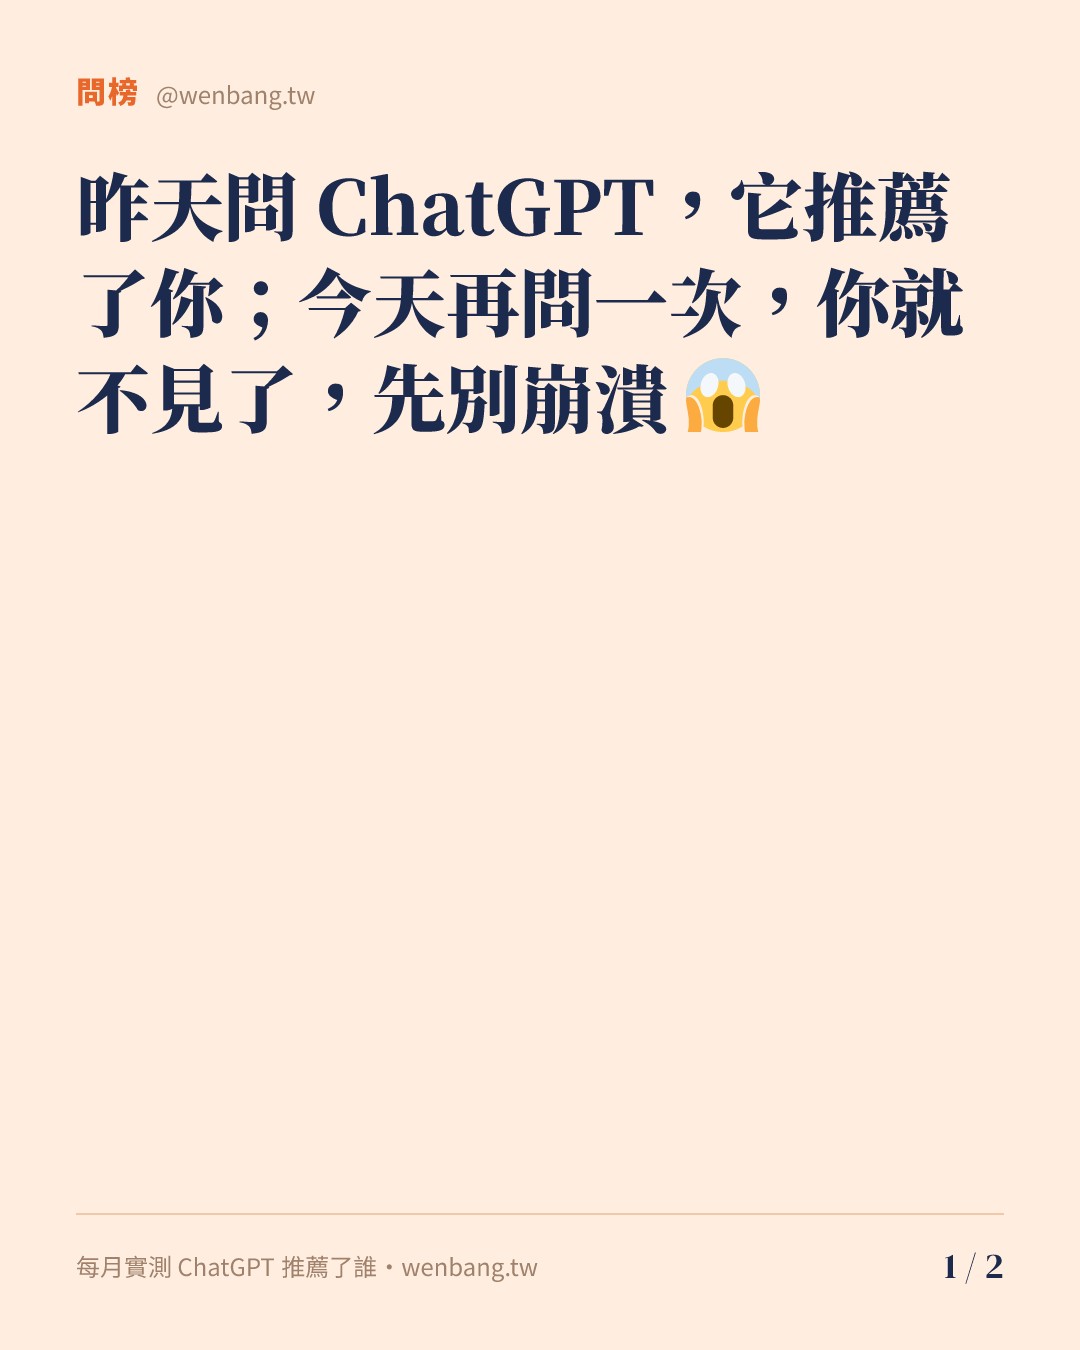 問榜 @wenbang.tw
昨天問 ChatGPT，它推薦
了你；今天再問一次，你就
不見了，先別崩潰 😱
每月實測 ChatGPT 推薦了誰・wenbang.tw
1 / 2